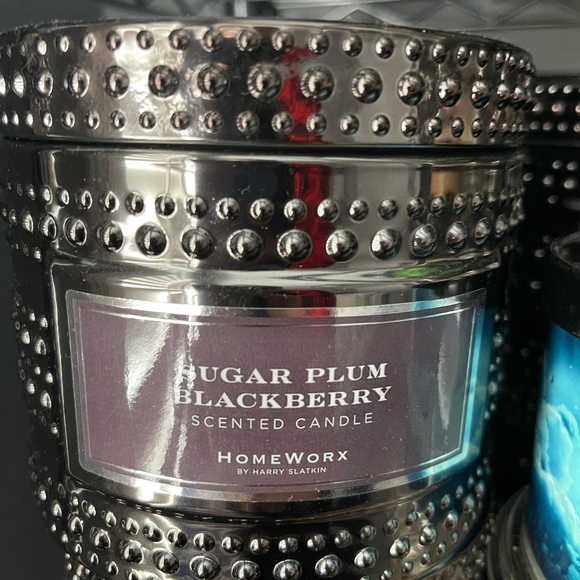 SUGAR PLUM
BLACKBERRY
SCENTED CANDLE
HOMEWORX
BY HARRY SLATKIN